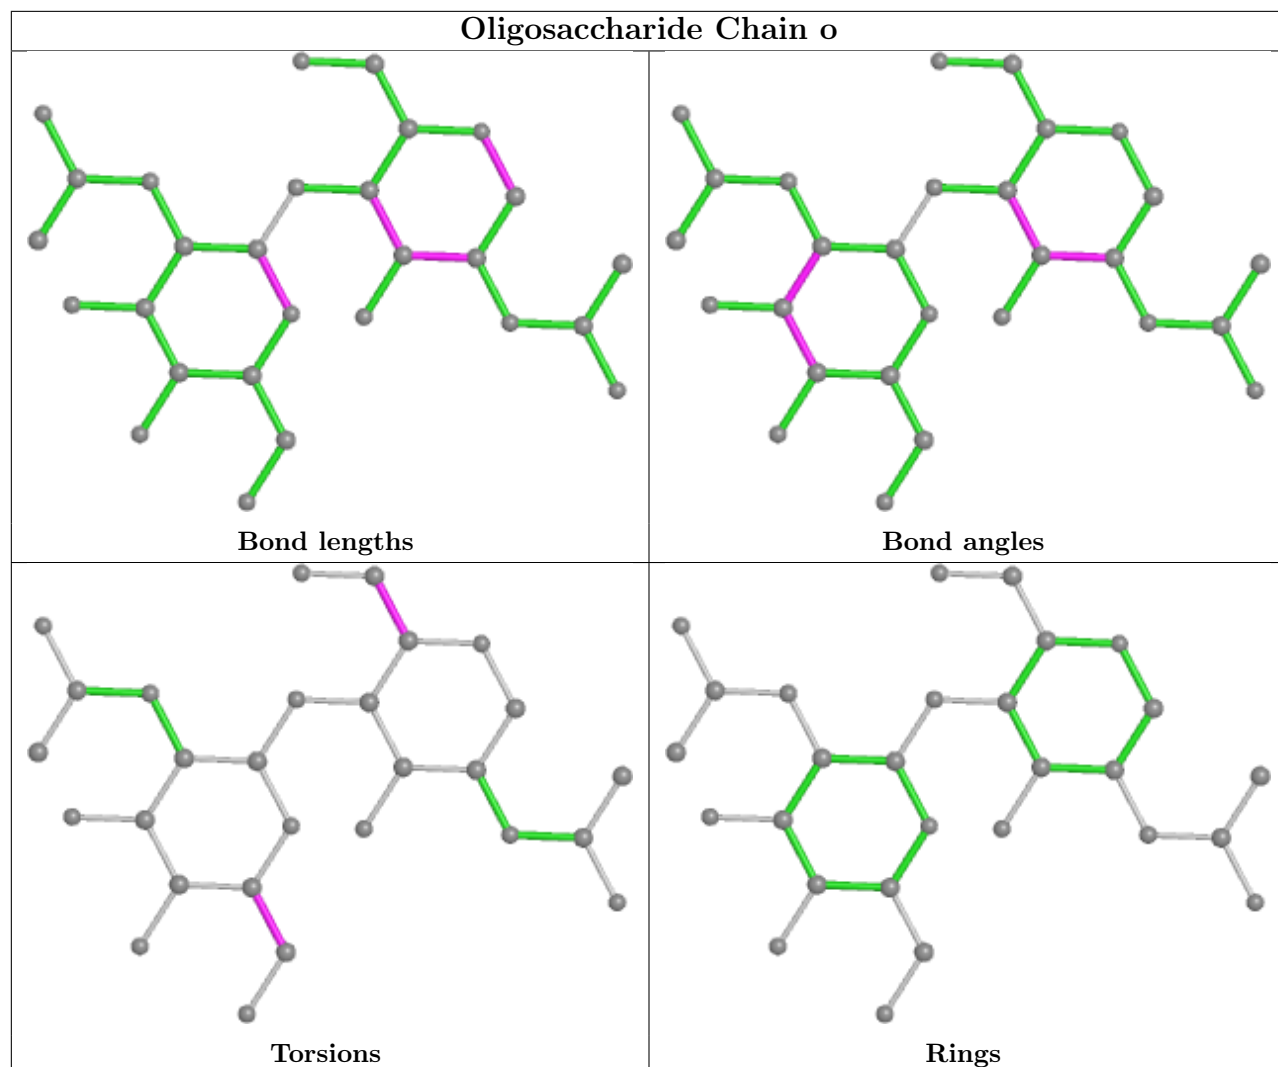 Oligosaccharide Chain o
Bond lengths
Bond angles
Torsions
Rings